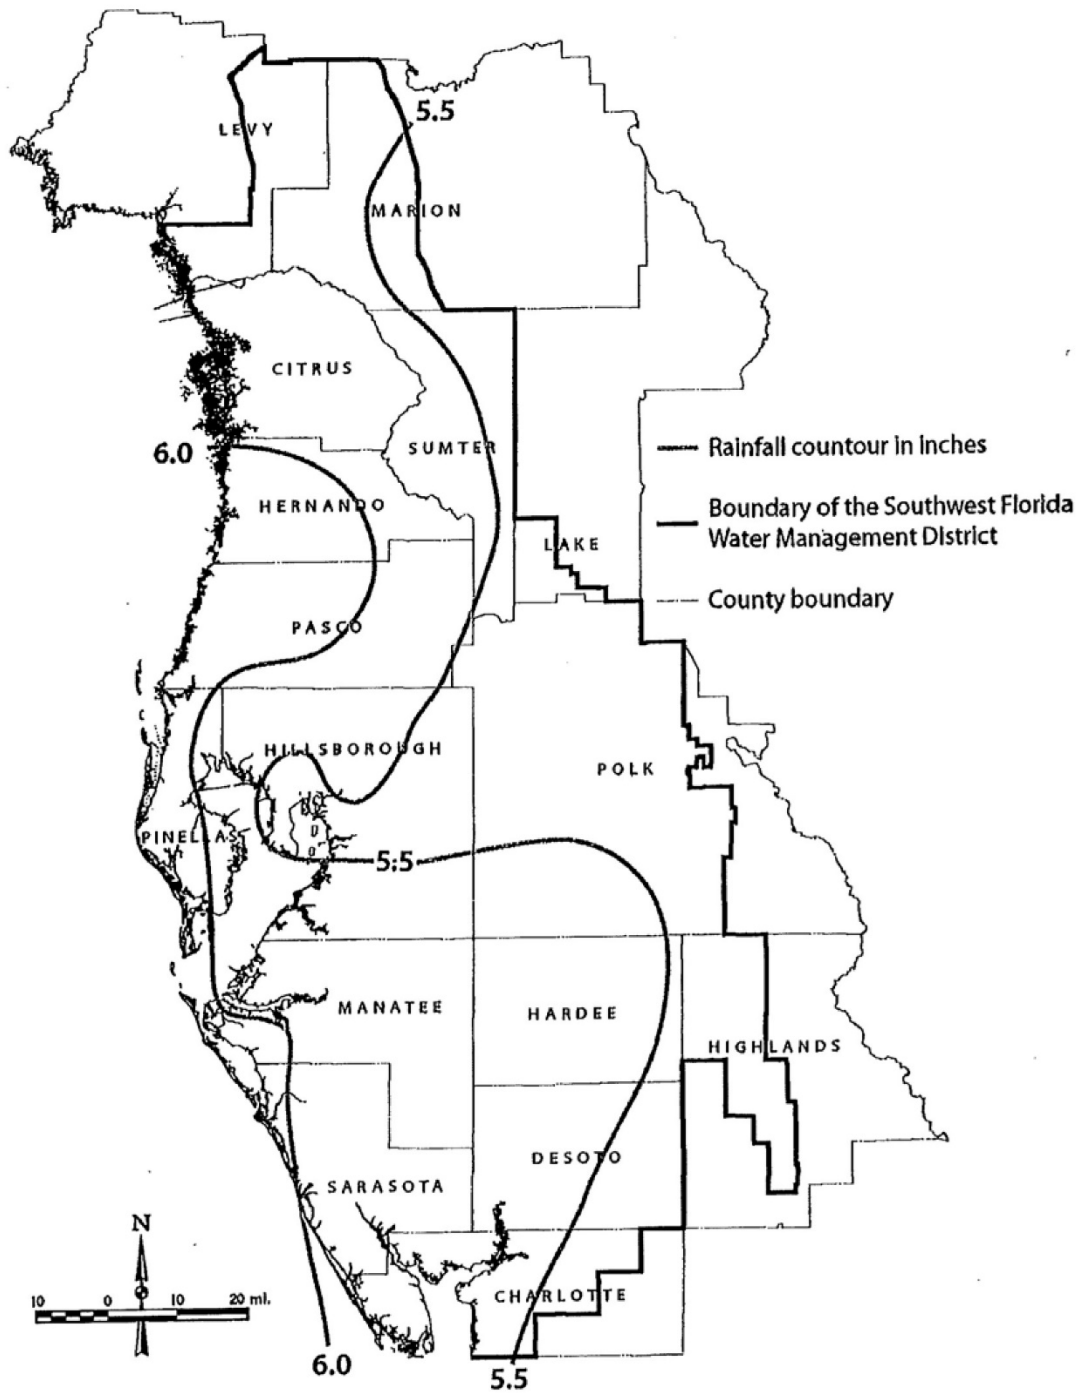 5.5
LEVY
MARION
CITRUS
6.0
SUMTER
Rainfall countour in inches
HERNANDO
Boundary of the Southwest Florida
Water Management District
LAKE
County boundary
PASCO
HILLSBOROUGH
POLK
PINELLAS
5:5
MANATEE
HARDEE
HIGHLANDS
DESOTO
SARASOTA
N
CHARLOTTE
10 0 10 20 mi.
6.0
5.5